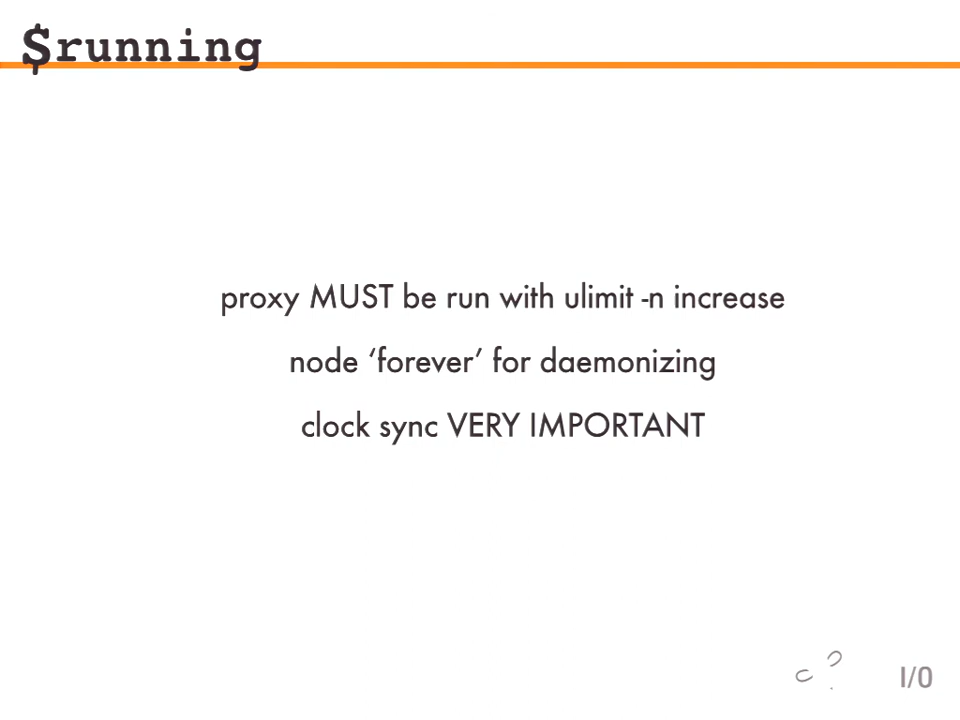 $running
proxy MUST be run with ulimit -n increase
node ‘forever’ for daemonizing
clock sync VERY IMPORTANT
I/O